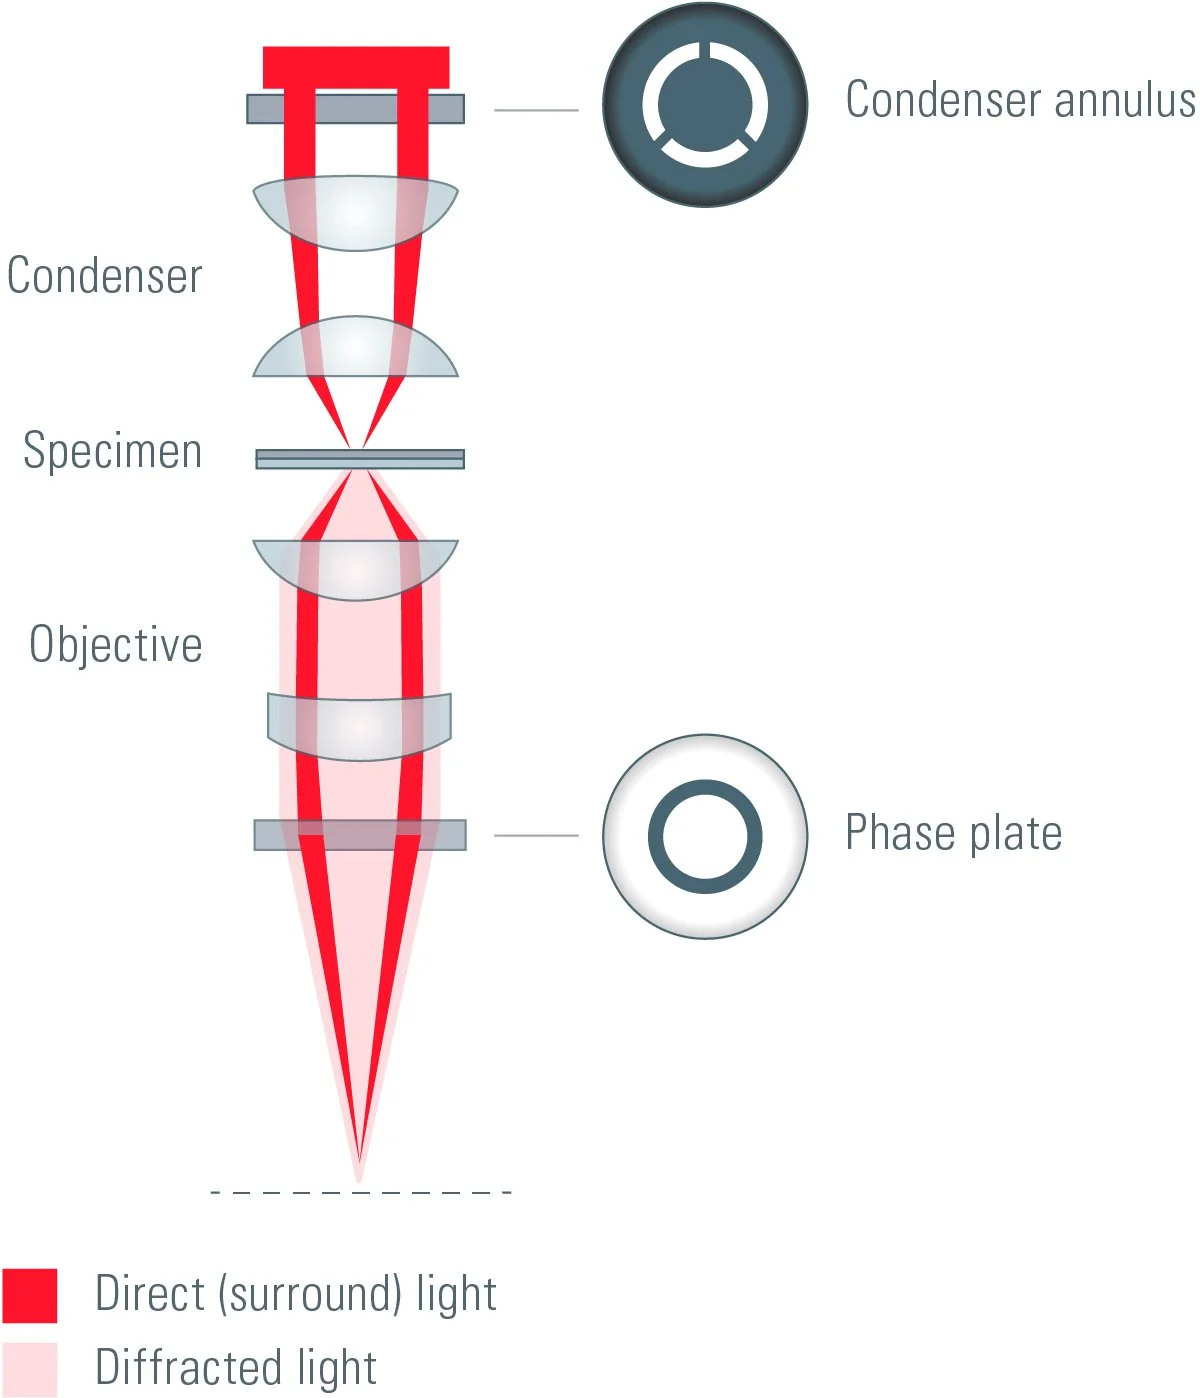 Condenser annulus
Condenser
Specimen
Objective
Phase plate
Direct (surround) light
Diffracted light